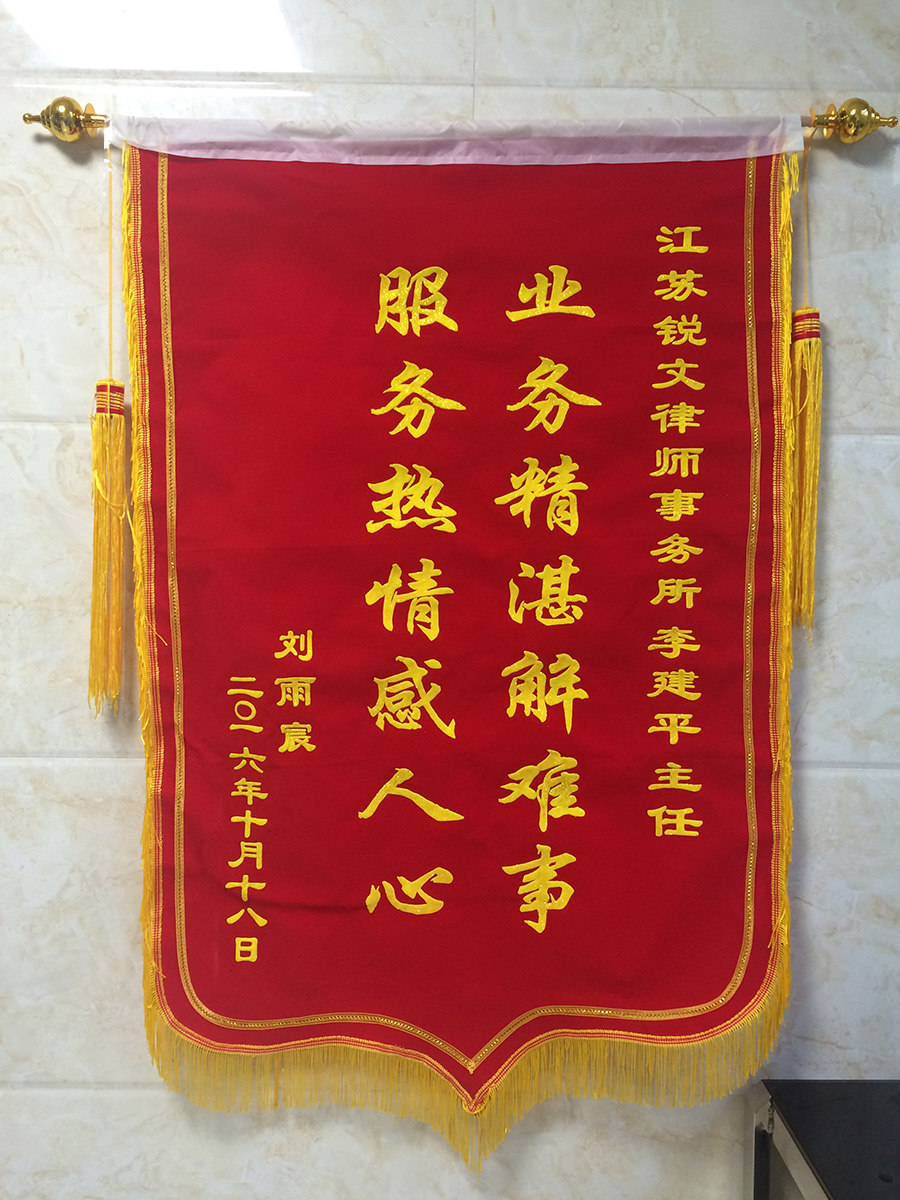 江苏锐文律师事务所李建平主任
业务精湛解难事
服务热情感人心
刘雨宸
二〇一六年十月十八日